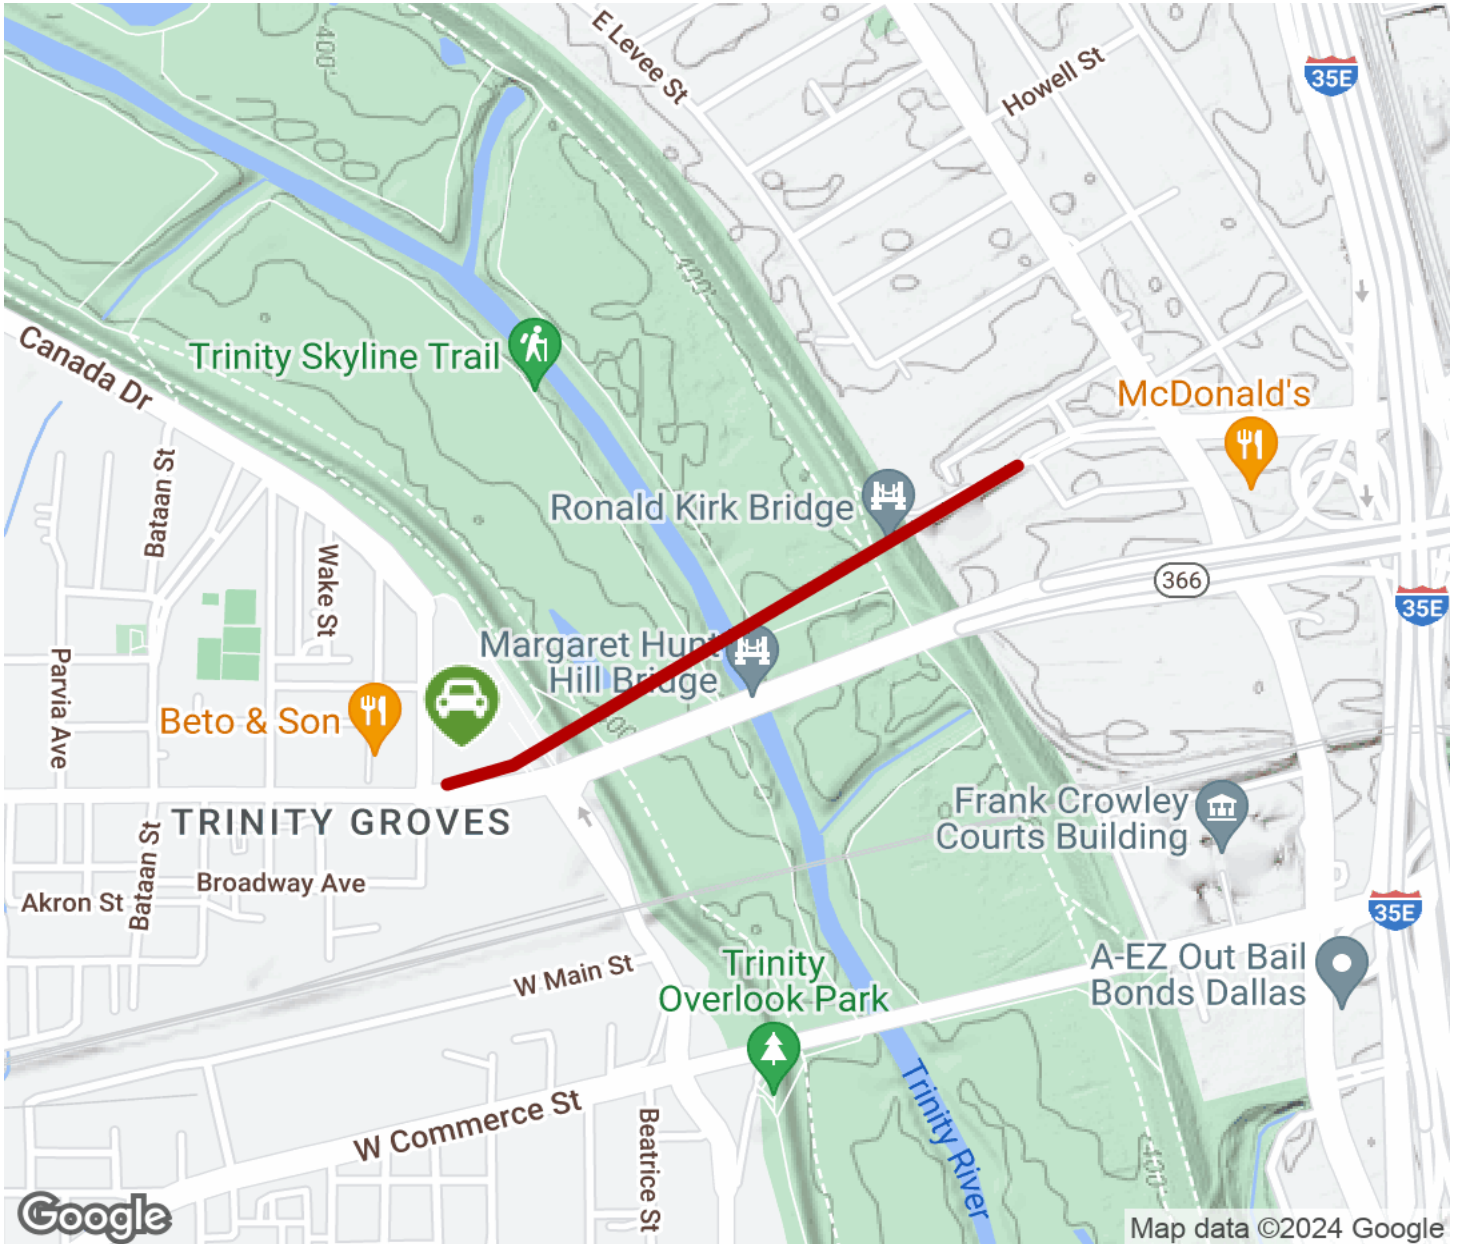 400'
E Levee St
Howell St
35E
400'
Trinity Skyline Trail
Canada Dr
McDonald's
Bataan St
Ronald Kirk Bridge
Wake St
366
35E
Parvia Ave
Margaret Hunt
Hill Bridge
Beto & Son
TRINITY GROVES
Frank Crowley
Courts Building
Bataan St
Broadway Ave
Akron St
35E
W Main St
Trinity
Overlook Park
A-EZ Out Bail
Bonds Dallas
Trinity River
W Commerce St
Beatrice St
400'
Google
Map data ©2024 Google